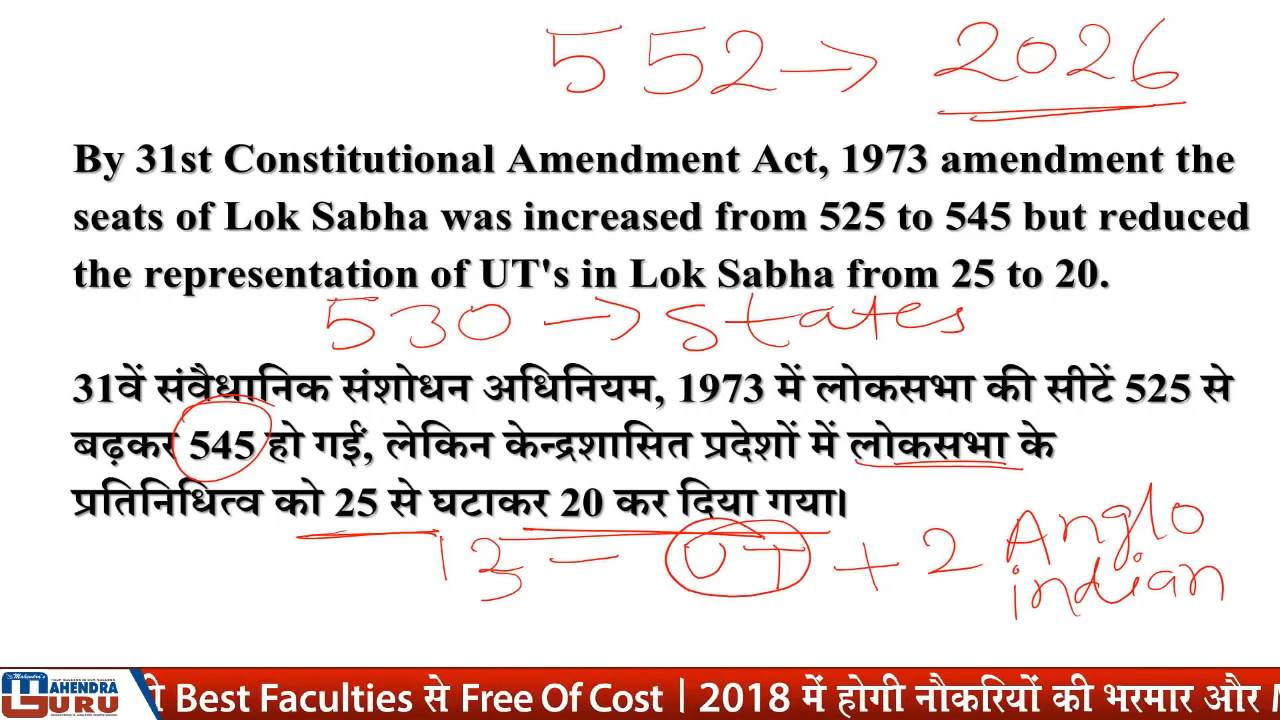 552 → 2026
By 31st Constitutional Amendment Act, 1973 amendment the
seats of Lok Sabha was increased from 525 to 545 but reduced
the representation of UT's in Lok Sabha from 25 to 20.
530 → States
31वें संवैधानिक संशोधन अधिनियम, 1973 में लोकसभा की सीटें 525 से
बढ़कर 545 हो गईं, लेकिन केन्द्रशासित प्रदेशों में लोकसभा के
प्रतिनिधित्व को 25 से घटाकर 20 कर दिया गया।
13 – UT + 2 Anglo
indian
Mahendra's
MAHENDRA
GURU
ी Best Faculties से Free Of Cost | 2018 में होगी नौकरियों की भरमार और